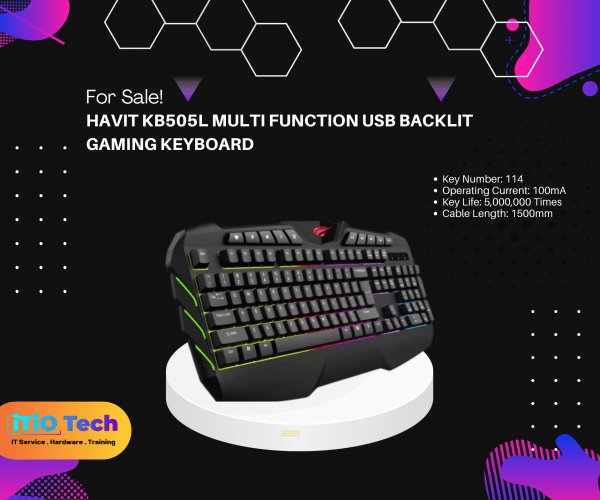 For Sale!
HAVIT KB505L MULTI FUNCTION USB BACKLIT
GAMING KEYBOARD
• Key Number: 114
• Operating Current: 100mA
• Key Life: 5,000,000 Times
• Cable Length: 1500mm
iTiO Tech
IT Service . Hardware . Training